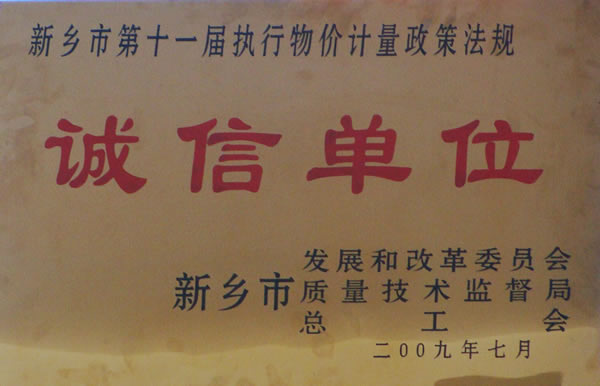 新乡市第十一届执行物价计量政策法规
诚信单位
发展和改革委员会
新乡市质量技术监督局
总工会
二00九年七月